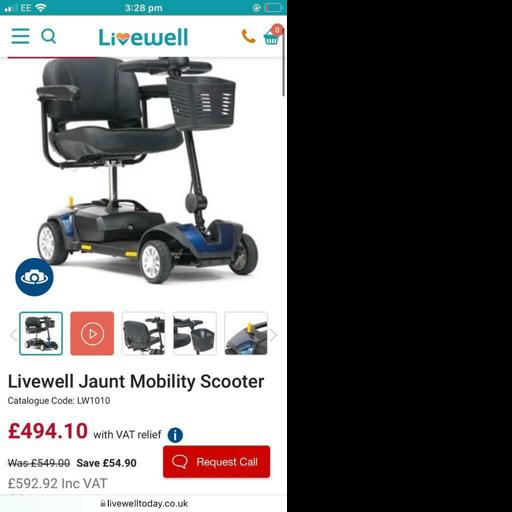 EE 3:28 pm
Livewell 0
Livewell Jaunt Mobility Scooter
Catalogue Code: LW1010
£494.10 with VAT relief i
Was £549.00 Save £54.90
Request Call
£592.92 Inc VAT
livewelltoday.co.uk